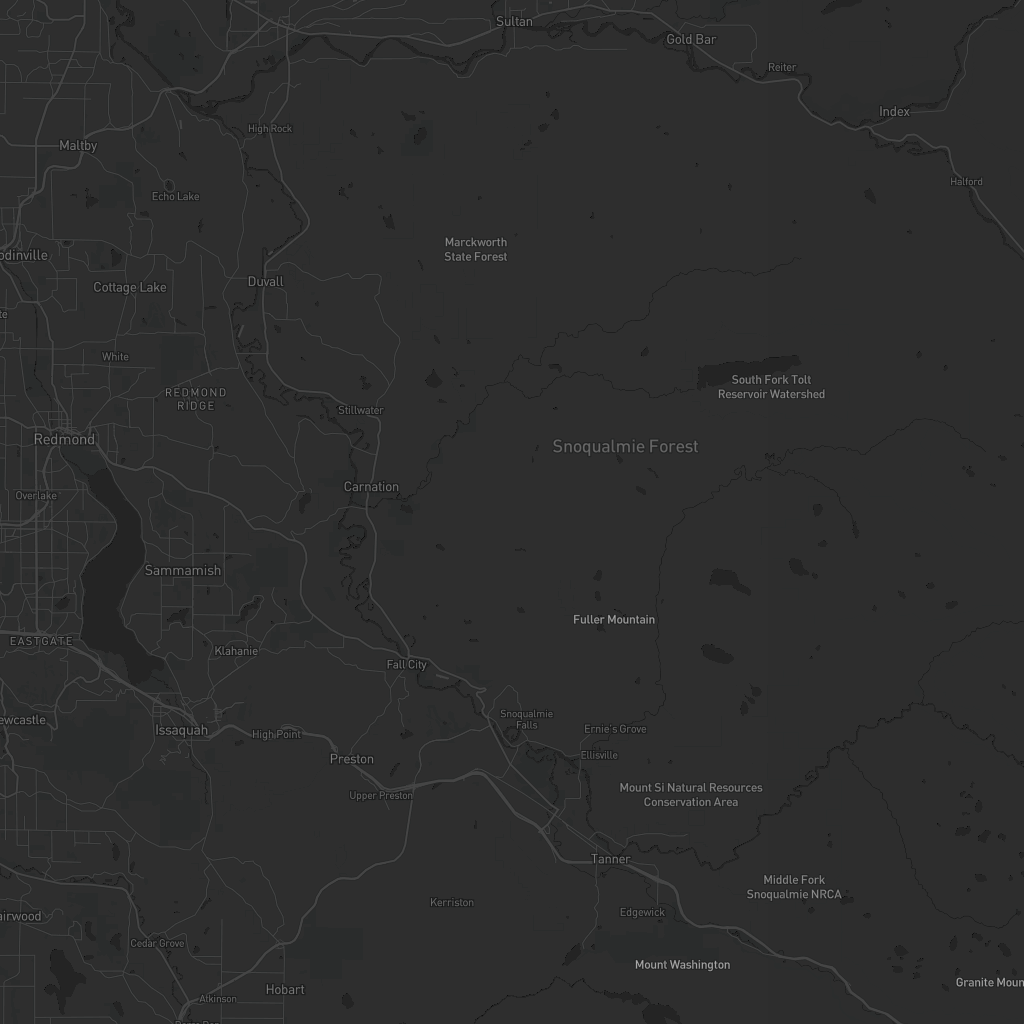 Sultan
Gold Bar
Reiter
Index
High Rock
Maltby
Halford
Echo Lake
Marckworth
State Forest
odinville
Duvall
Cottage Lake
te
White
South Fork Tolt
Reservoir Watershed
REDMOND
RIDGE
Stillwater
Redmond
Snoqualmie Forest
Carnation
Overlake
Sammamish
Fuller Mountain
EASTGATE
Klahanie
Fall City
Snoqualmie
Falls
ewcastle
Issaquah
High Point
Ernie's Grove
Ellisville
Preston
Upper Preston
Mount Si Natural Resources
Conservation Area
Tanner
Middle Fork
Snoqualmie NRCA
Kerriston
Edgewick
airwood
Cedar Grove
Mount Washington
Hobart
Granite Moun
Atkinson